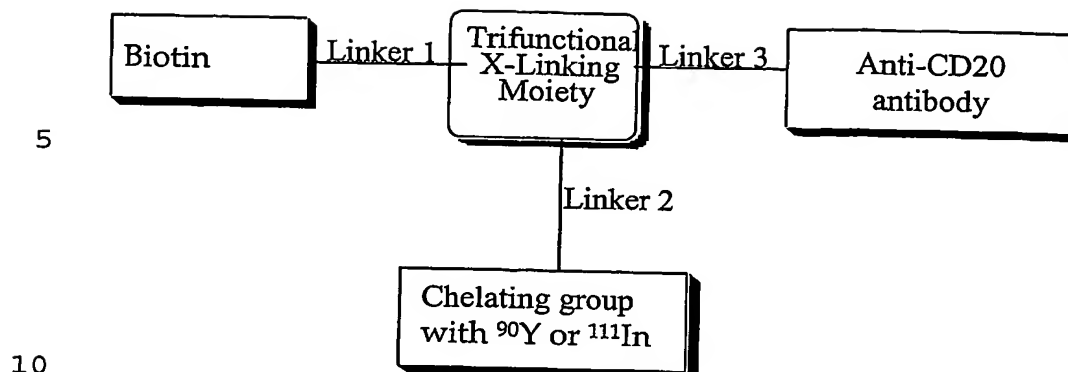 Biotin
Linker 1
Trifunctional
X-Linking
Moiety
Linker 3
Anti-CD20
antibody
5
Linker 2
Chelating group
with ⁹⁰Y or ¹¹¹In
10